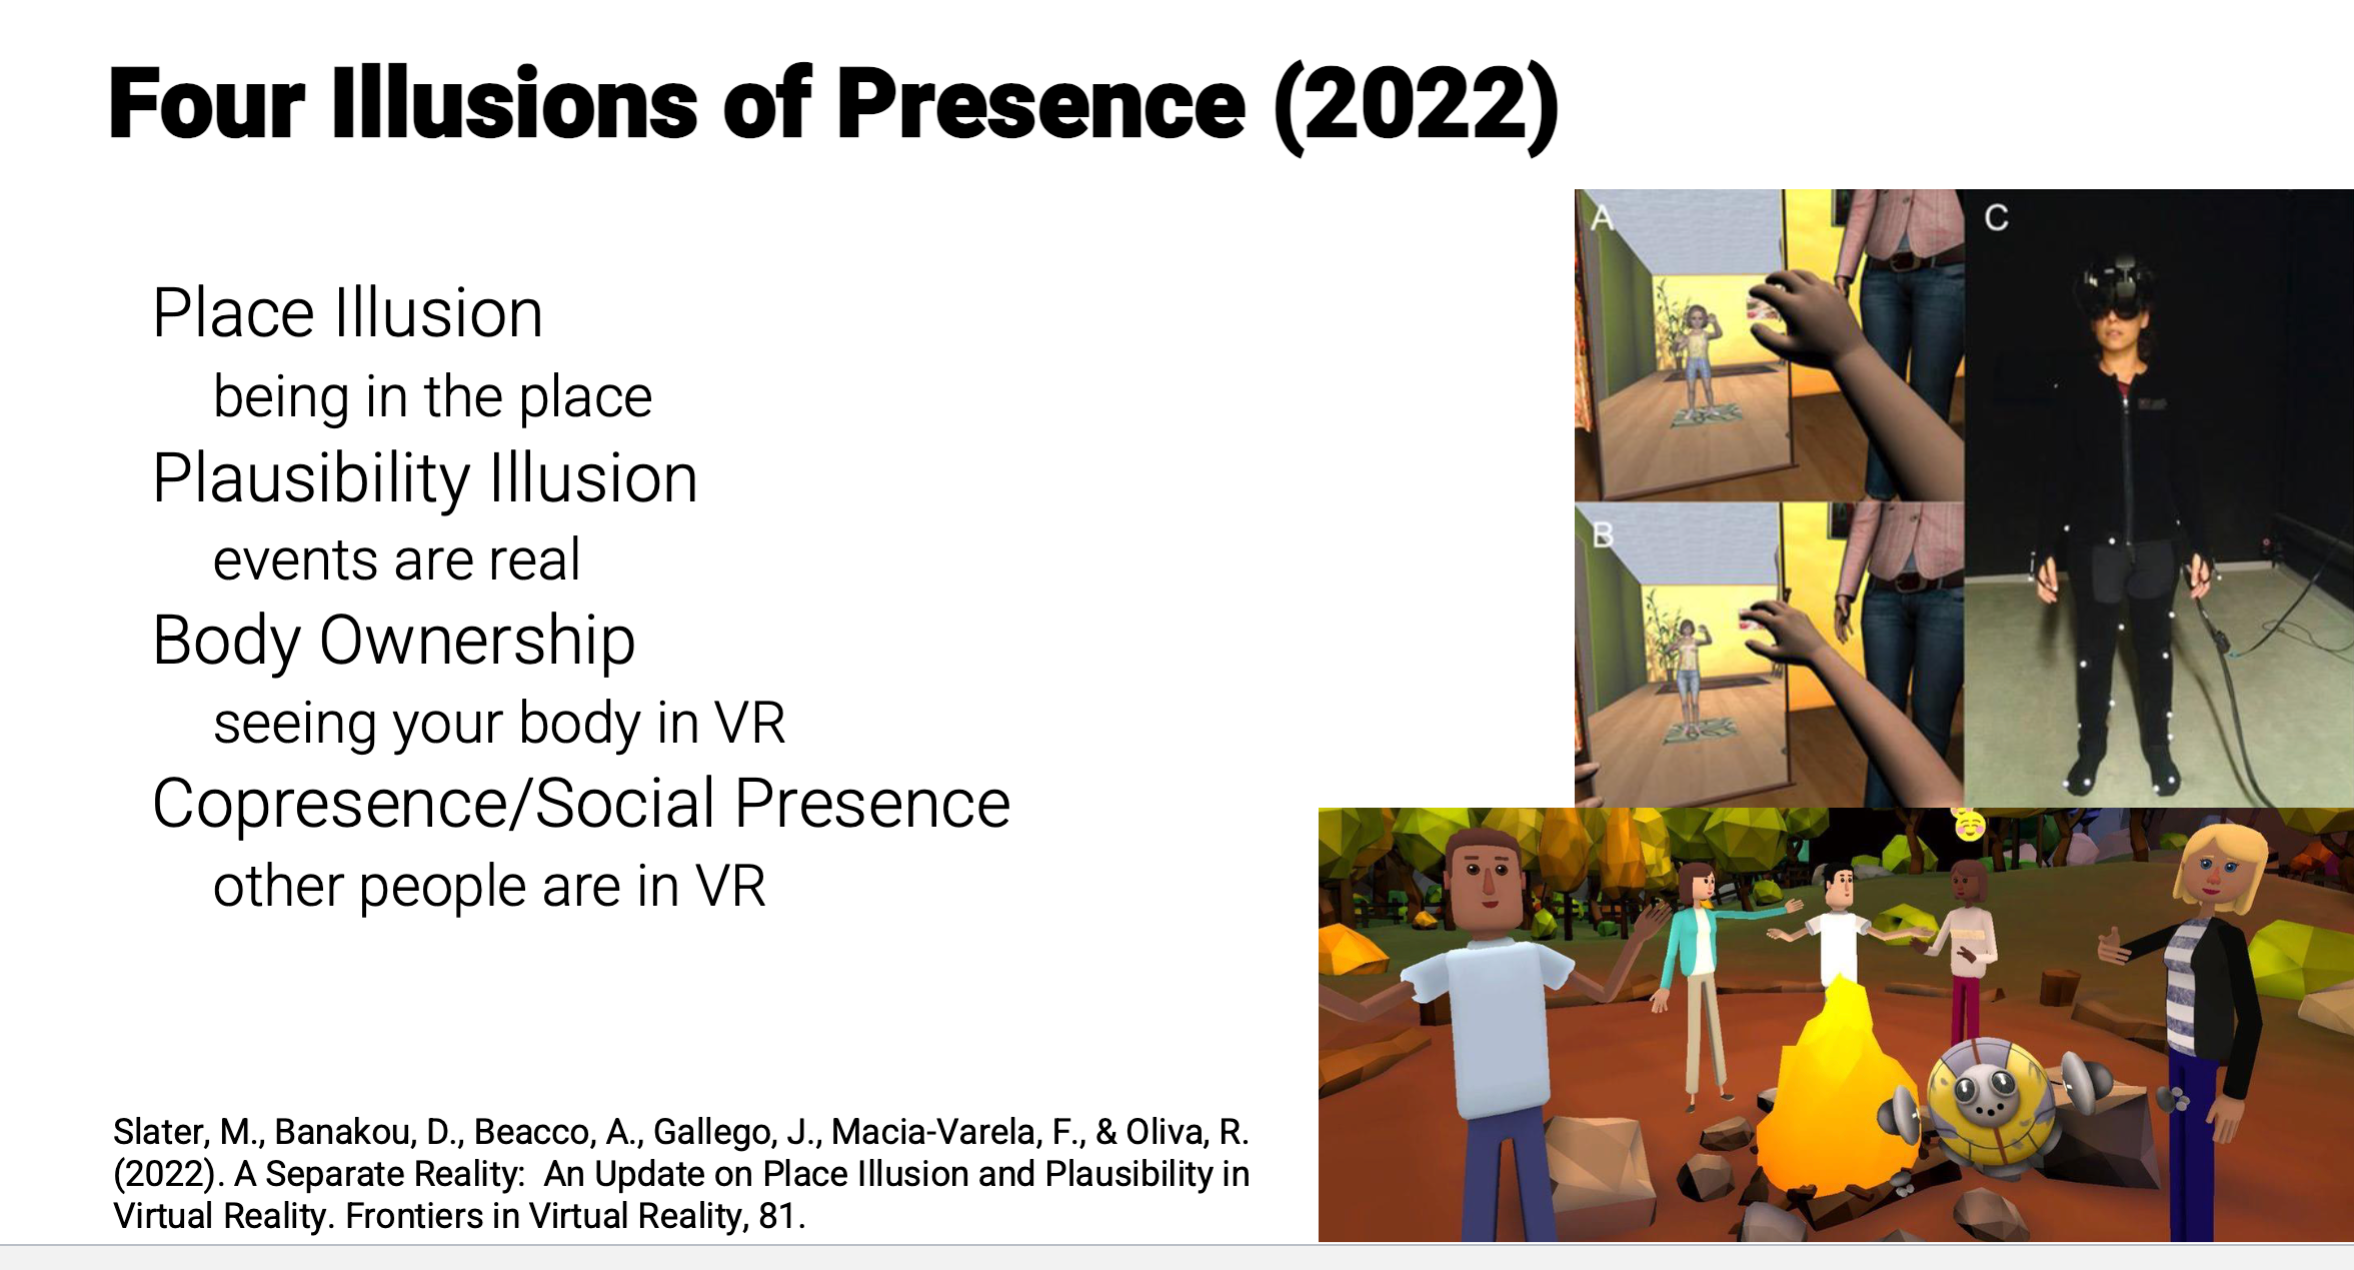 Four Illusions of Presence (2022)
Place Illusion
being in the place
Plausibility Illusion
events are real
Body Ownership
seeing your body in VR
Copresence/Social Presence
other people are in VR
A
C
B
Slater, M., Banakou, D., Beacco, A., Gallego, J., Macia-Varela, F., & Oliva, R.
(2022). A Separate Reality:  An Update on Place Illusion and Plausibility in
Virtual Reality. Frontiers in Virtual Reality, 81.